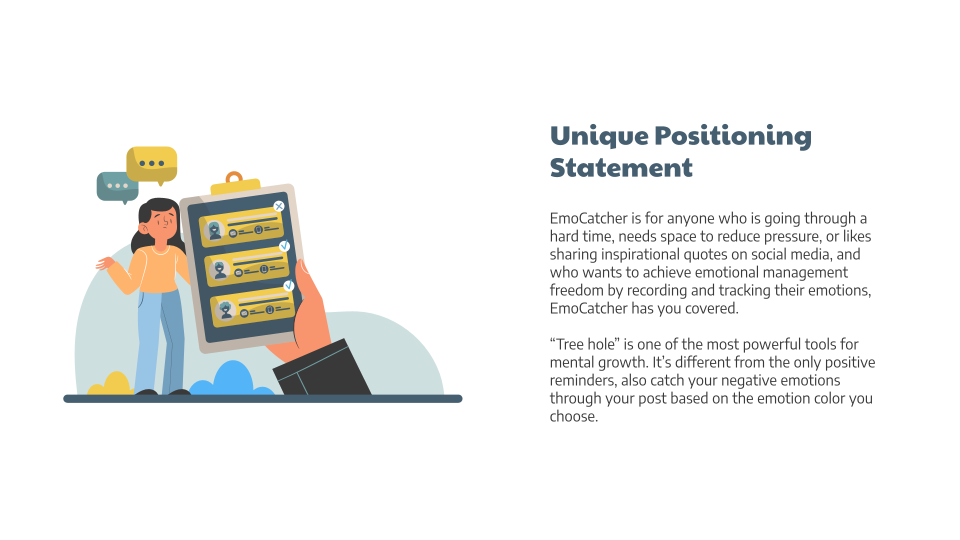 Unique Positioning
Statement
EmoCatcher is for anyone who is going through a
hard time, needs space to reduce pressure, or likes
sharing inspirational quotes on social media, and
who wants to achieve emotional management
freedom by recording and tracking their emotions,
EmoCatcher has you covered.
“Tree hole” is one of the most powerful tools for
mental growth. It’s different from the only positive
reminders, also catch your negative emotions
through your post based on the emotion color you
choose.